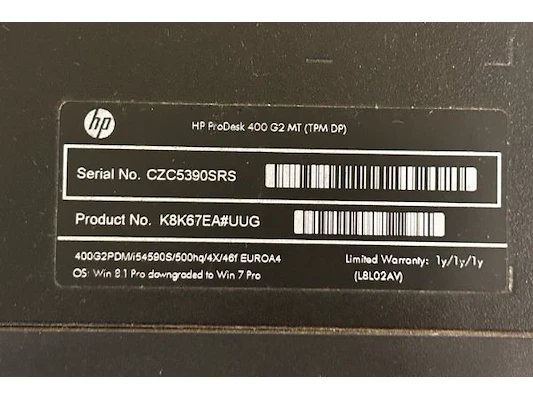 hp
HP ProDesk 400 G2 MT (TPM DP)
Serial No. CZC5390SRS
Product No. K8K67EA#UUG
400G2PDM/i54590S/500hq/4X/46f EUROA4
Limited Warranty: 1y/1y/1y
OS: Win 8.1 Pro downgraded to Win 7 Pro
(L8L02AV)